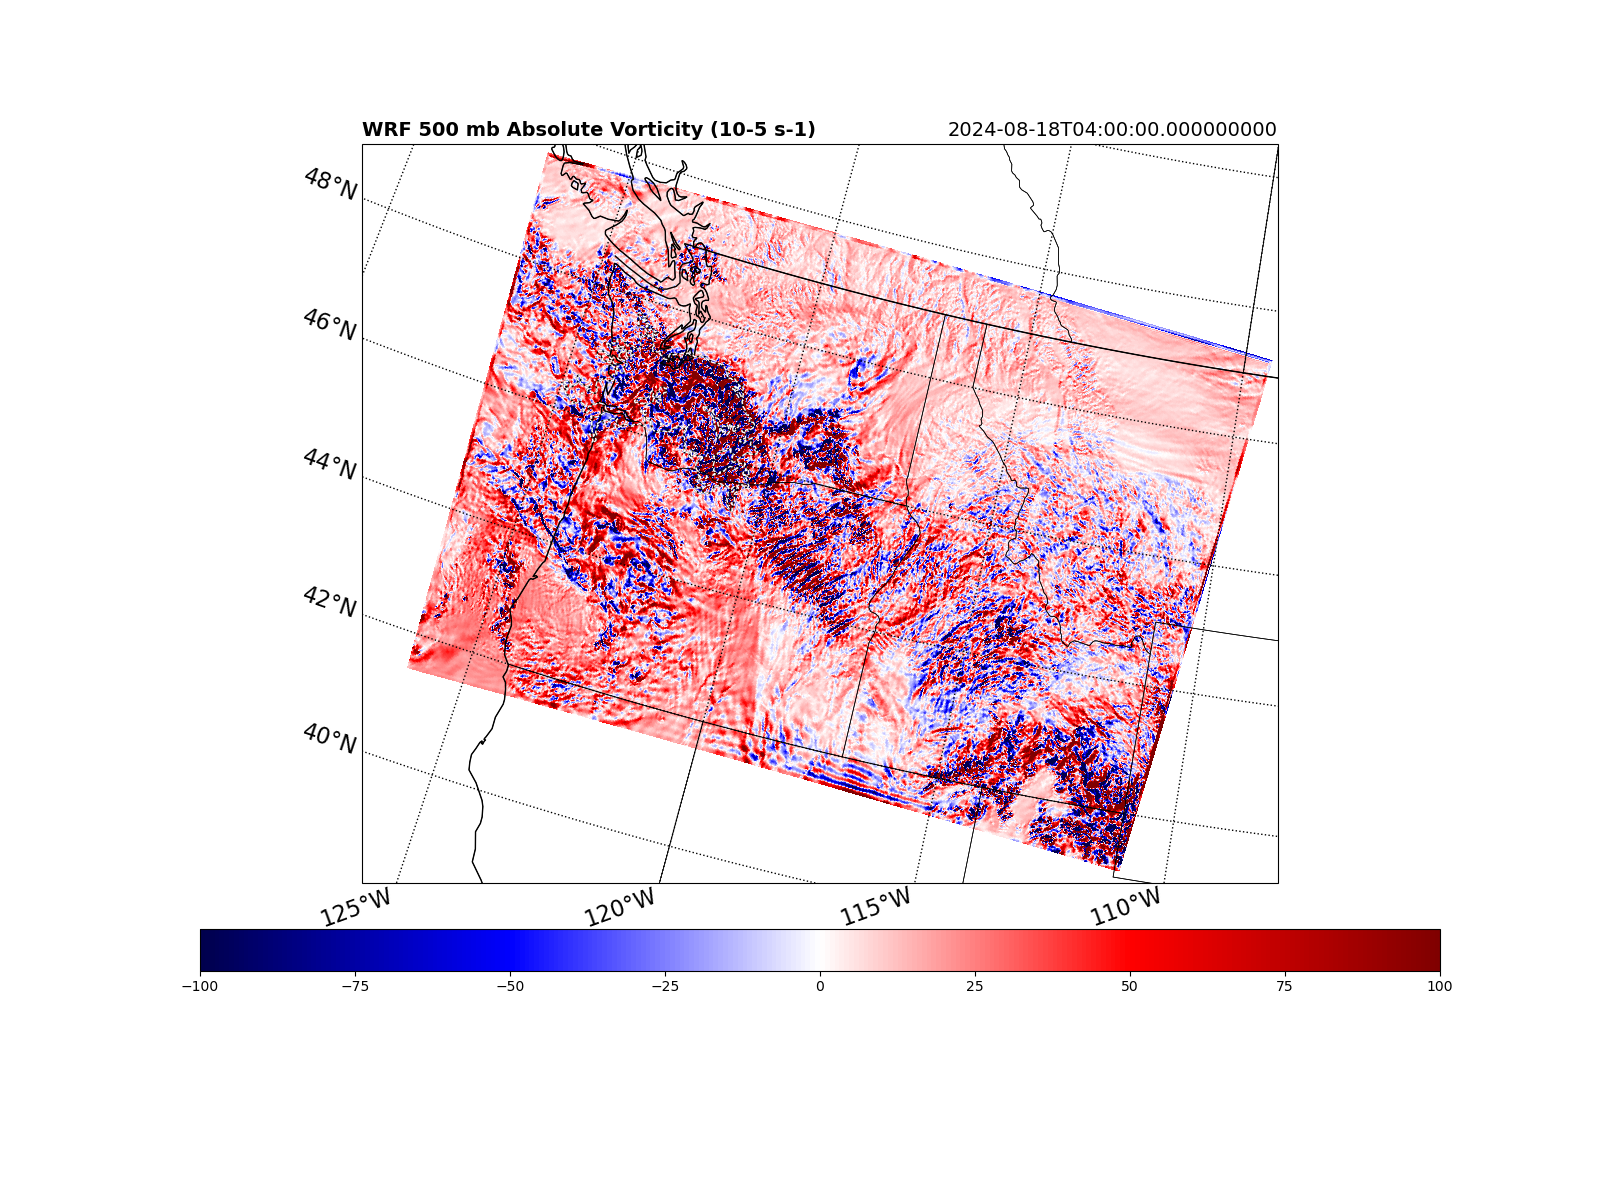 WRF 500 mb Absolute Vorticity (10-5 s-1)
2024-08-18T04:00:00.000000000
48°N
46°N
44°N
42°N
40°N
125°W
120°W
115°W
110°W
−100
−75
−50
−25
0
25
50
75
100